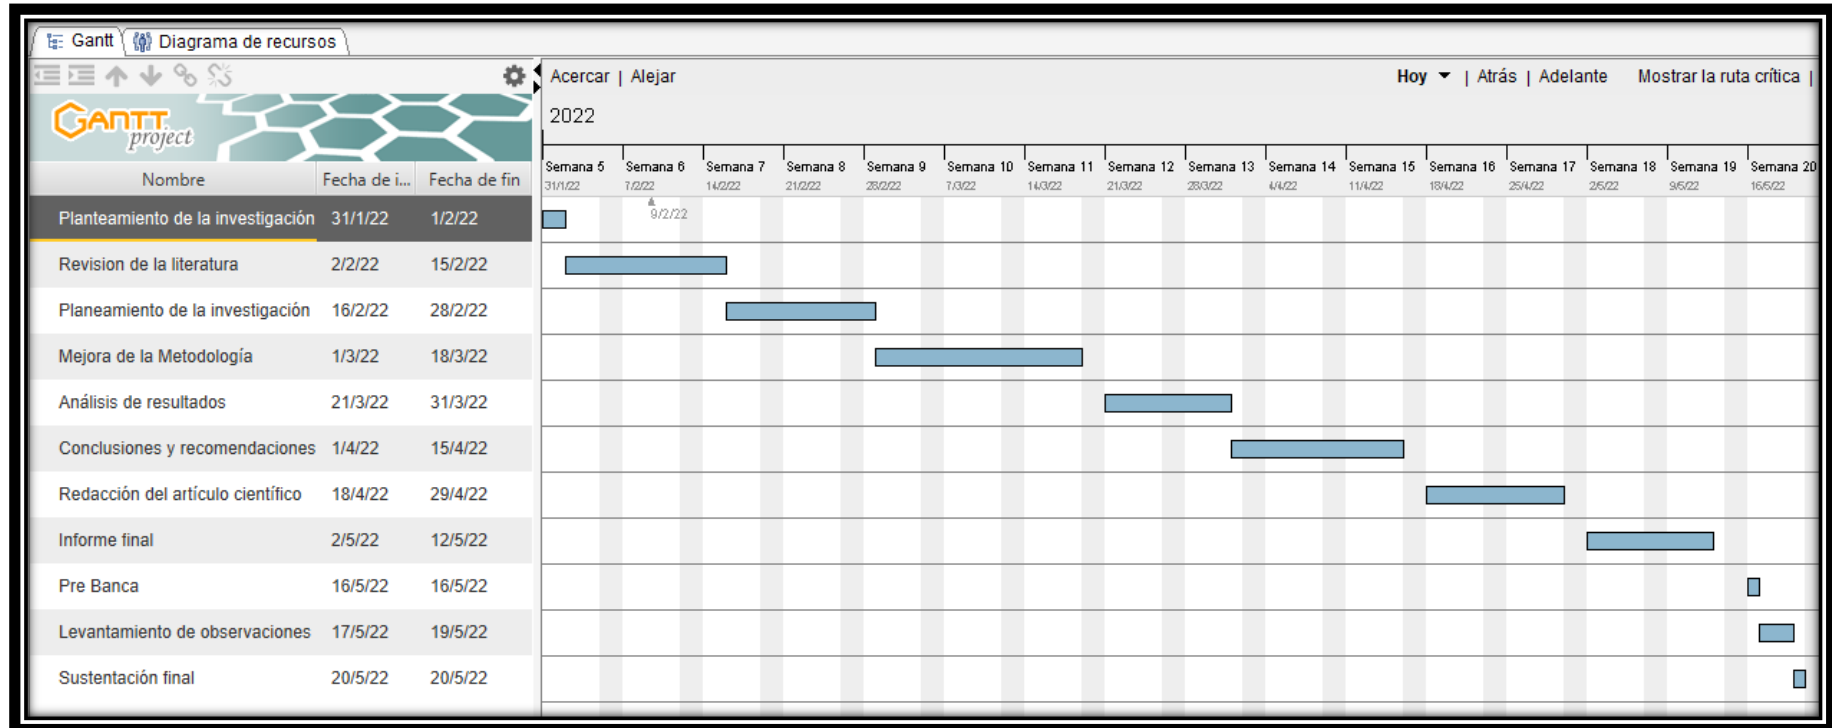 Gantt Diagrama de recursos
Acercar | Alejar Hoy | Atrás | Adelante Mostrar la ruta crítica |
GANTT project
2022
Semana 5 Semana 6 Semana 7 Semana 8 Semana 9 Semana 10 Semana 11 Semana 12 Semana 13 Semana 14 Semana 15 Semana 16 Semana 17 Semana 18 Semana 19 Semana 20
31/1/22 7/2/22 14/2/22 21/2/22 28/2/22 7/3/22 14/3/22 21/3/22 28/3/22 4/4/22 11/4/22 18/4/22 25/4/22 2/5/22 9/5/22 16/5/22
Nombre Fecha de i... Fecha de fin
Planteamiento de la investigación 31/1/22 1/2/22 9/2/22
Revision de la literatura 2/2/22 15/2/22
Planeamiento de la investigación 16/2/22 28/2/22
Mejora de la Metodología 1/3/22 18/3/22
Análisis de resultados 21/3/22 31/3/22
Conclusiones y recomendaciones 1/4/22 15/4/22
Redacción del artículo científico 18/4/22 29/4/22
Informe final 2/5/22 12/5/22
Pre Banca 16/5/22 16/5/22
Levantamiento de observaciones 17/5/22 19/5/22
Sustentación final 20/5/22 20/5/22